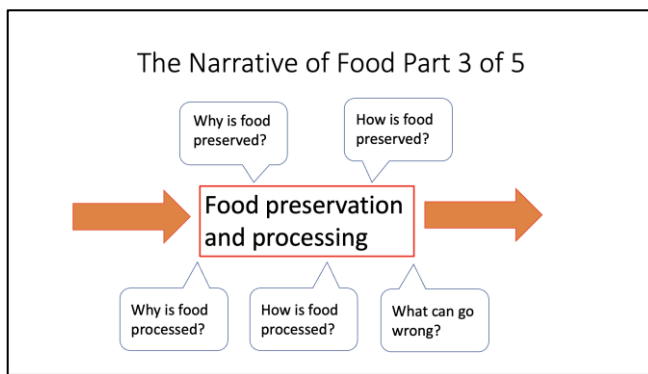 The Narrative of Food Part 3 of 5
Why is food
preserved?
How is food
preserved?
Food preservation
and processing
Why is food
processed?
How is food
processed?
What can go
wrong?